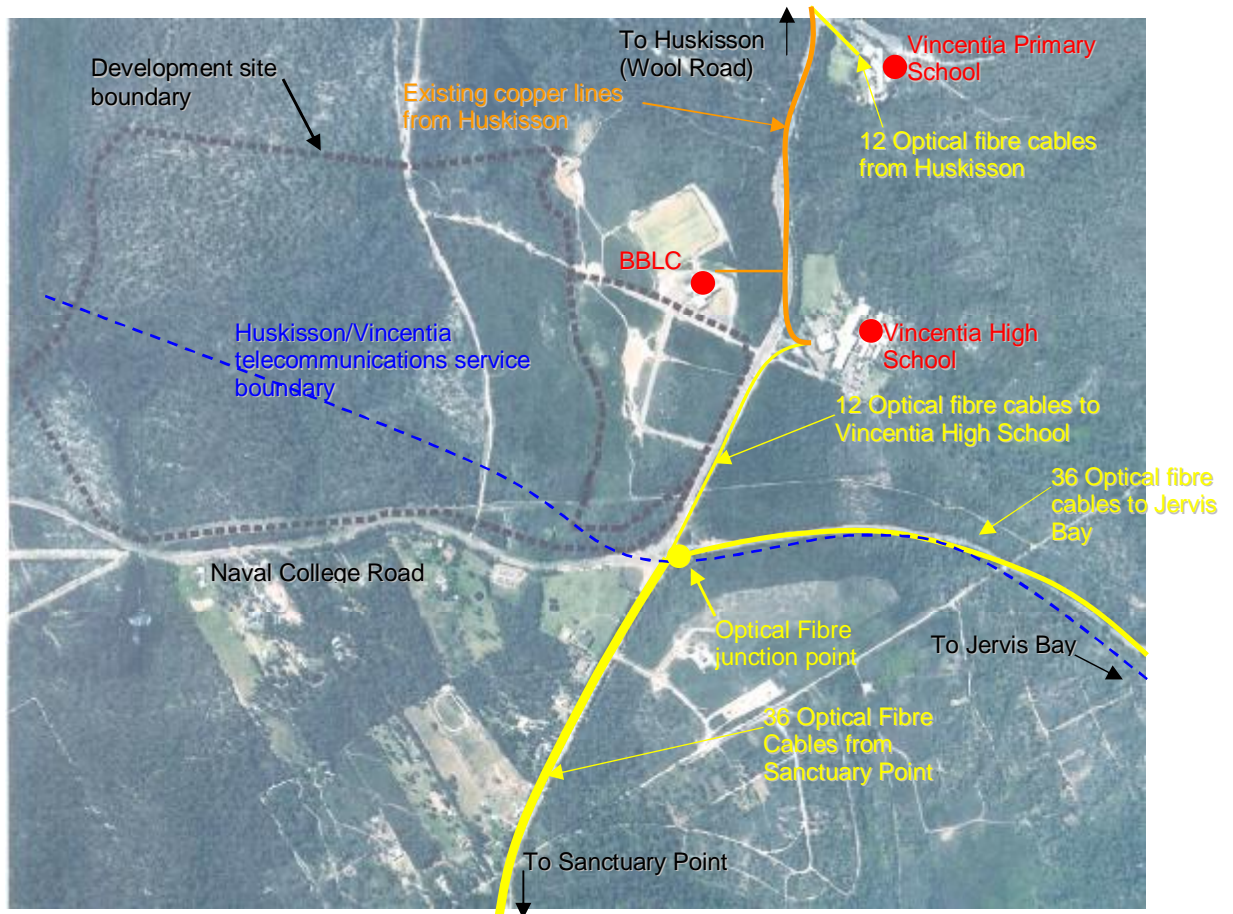 To Huskisson
(Wool Road)
Vincentia Primary
School
Development site
boundary
Existing copper lines
from Huskisson
12 Optical fibre cables
from Huskisson
BBLC
Huskisson/Vincentia
telecommunications service
boundary
Vincentia High
School
12 Optical fibre cables to
Vincentia High School
36 Optical fibre
cables to Jervis
Bay
Naval College Road
Optical Fibre
junction point
To Jervis Bay
36 Optical Fibre
Cables from
Sanctuary Point
To Sanctuary Point